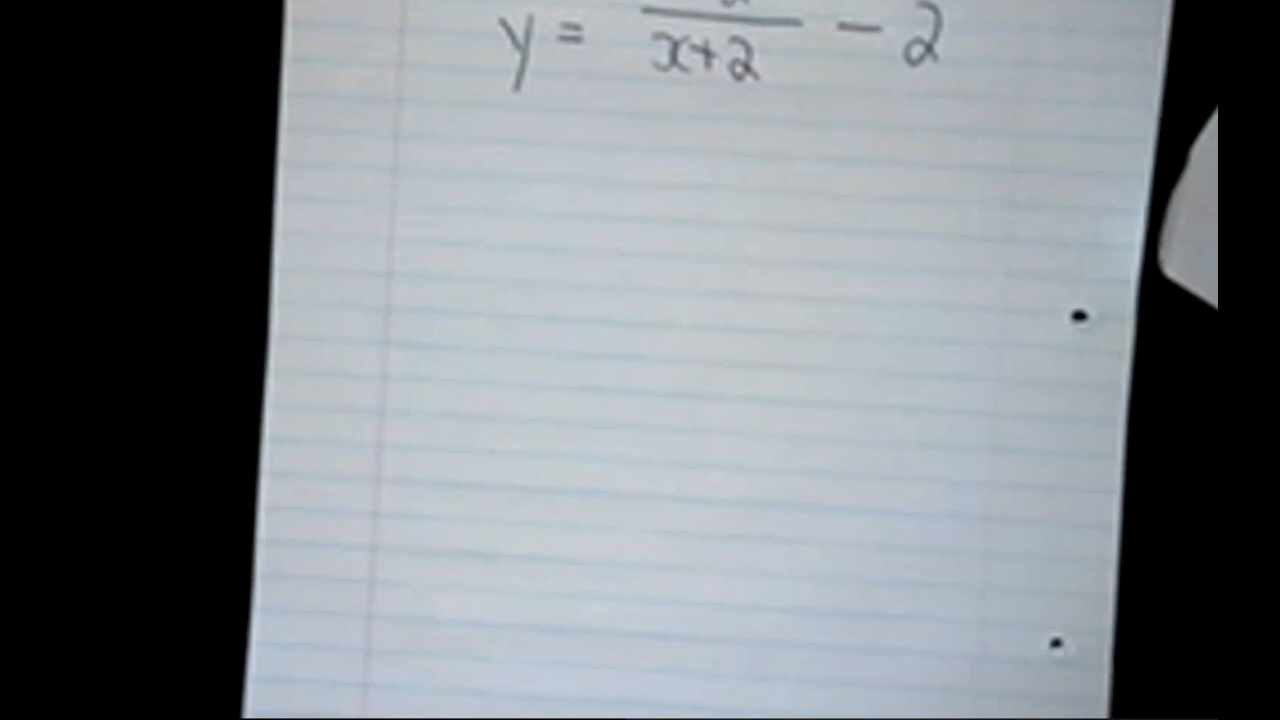 y = /(x+2) - 2